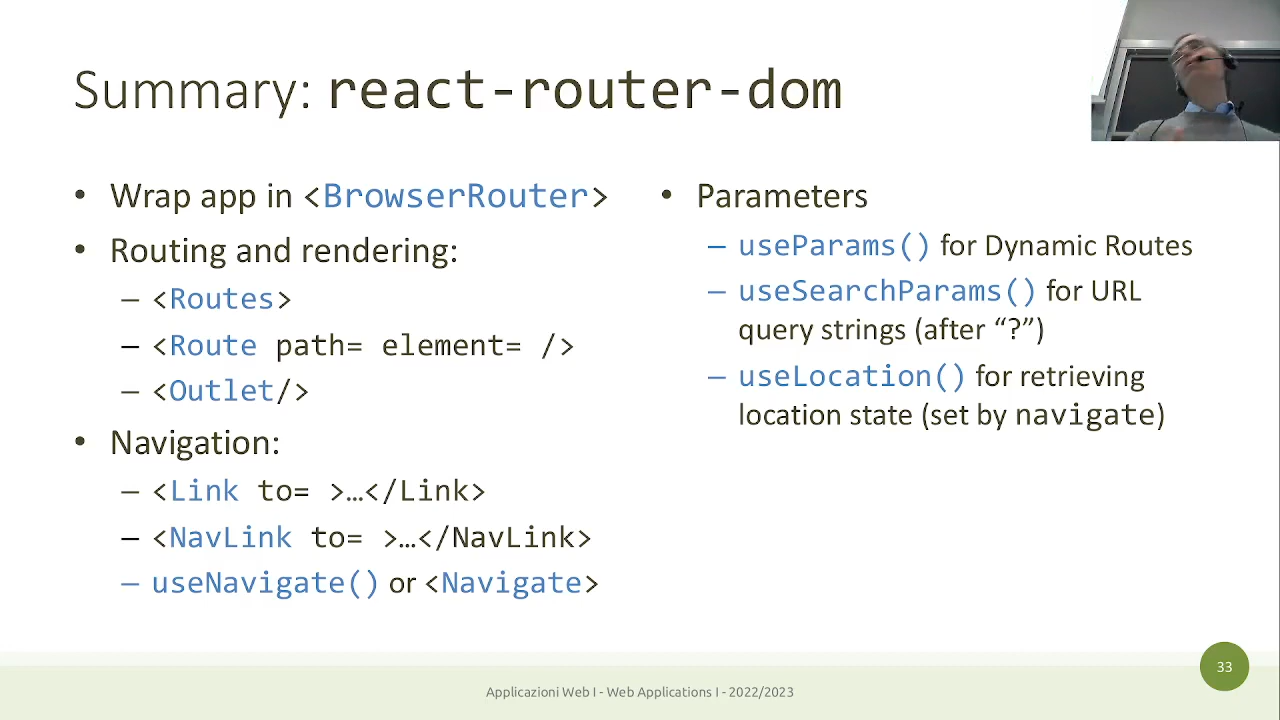 Summary: react-router-dom
• Wrap app in <BrowserRouter>
• Routing and rendering:
– <Routes>
– <Route path= element= />
– <Outlet/>
• Navigation:
– <Link to= >…</Link>
– <NavLink to= >…</NavLink>
– useNavigate() or <Navigate>
• Parameters
– useParams() for Dynamic Routes
– useSearchParams() for URL
query strings (after “?”)
– useLocation() for retrieving
location state (set by navigate)
33
Applicazioni Web I - Web Applications I - 2022/2023